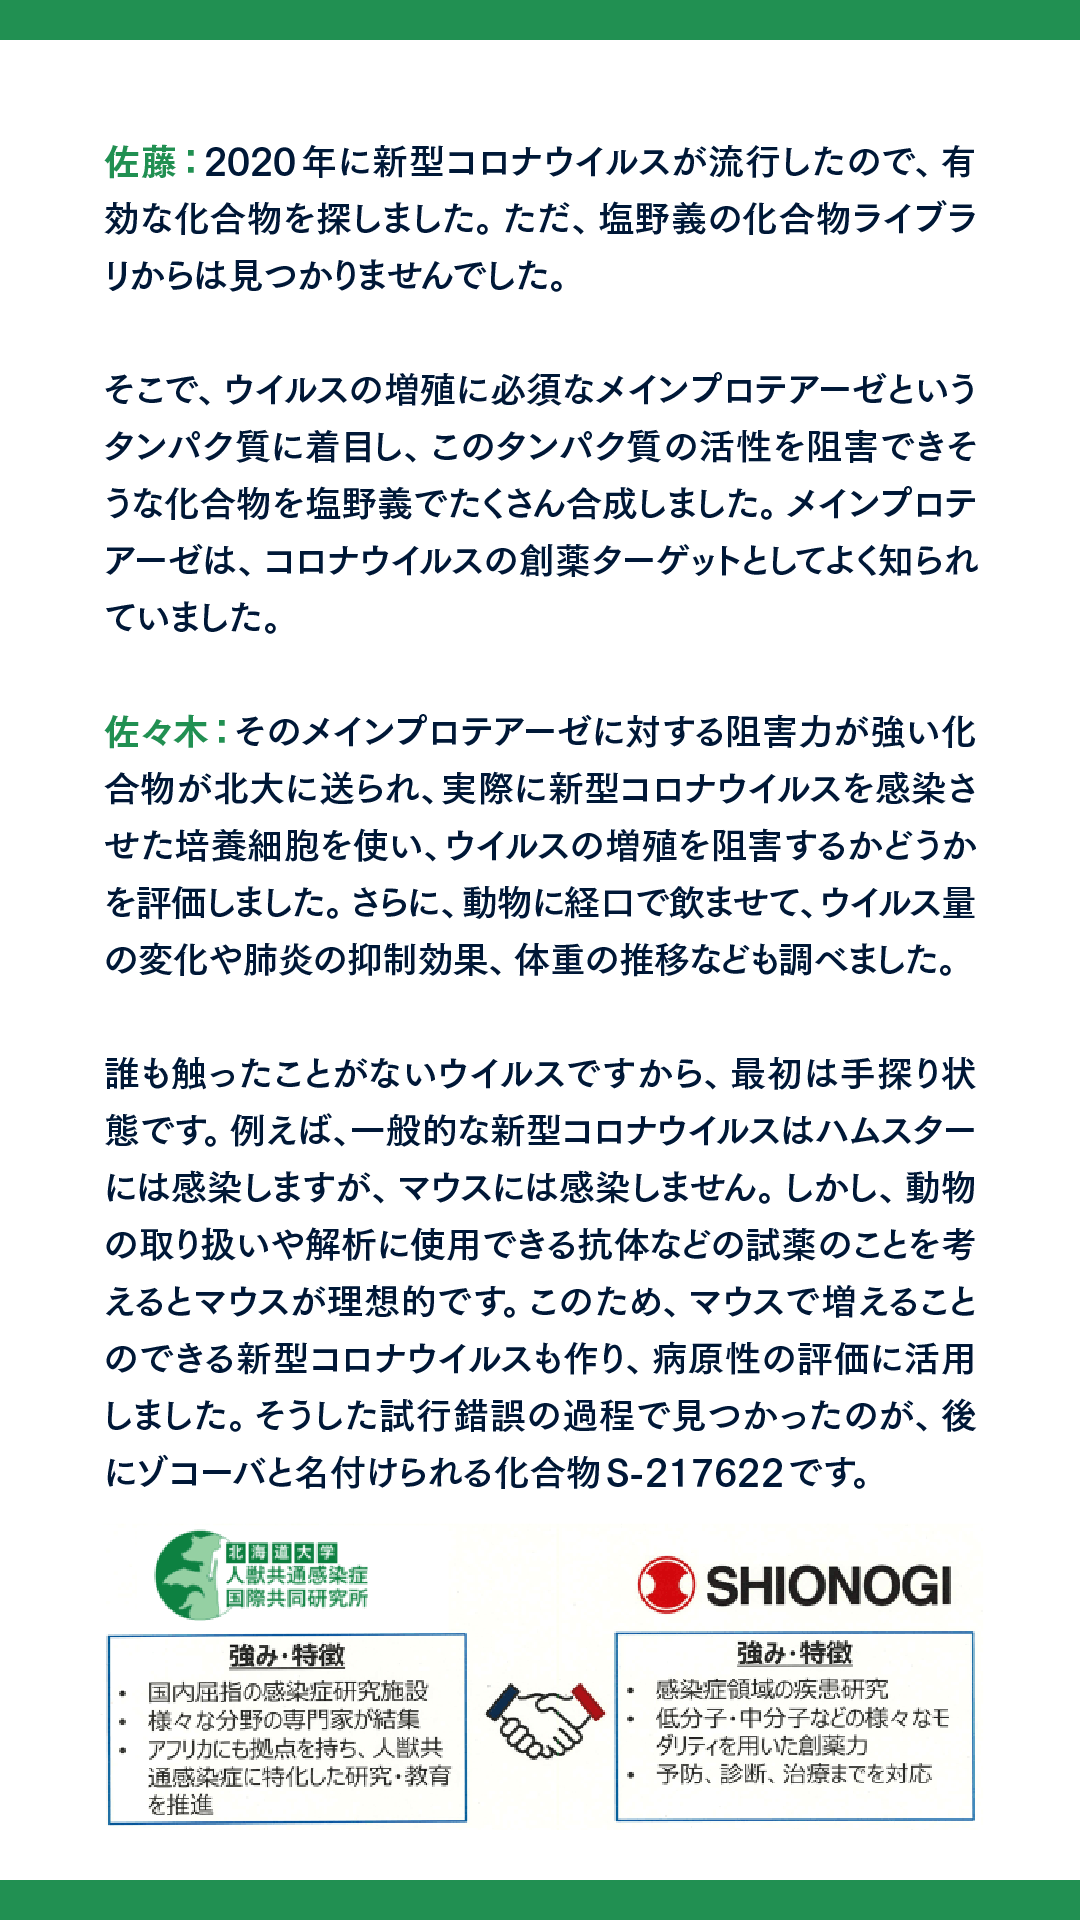 佐藤：2020年に新型コロナウイルスが流行したので、有
効な化合物を探しました。ただ、塩野義の化合物ライブラ
リからは見つかりませんでした。
そこで、ウイルスの増殖に必須なメインプロテアーゼという
タンパク質に着目し、このタンパク質の活性を阻害できそ
うな化合物を塩野義でたくさん合成しました。メインプロテ
アーゼは、コロナウイルスの創薬ターゲットとしてよく知られ
ていました。
佐々木：そのメインプロテアーゼに対する阻害力が強い化
合物が北大に送られ、実際に新型コロナウイルスを感染さ
せた培養細胞を使い、ウイルスの増殖を阻害するかどうか
を評価しました。さらに、動物に経口で飲ませて、ウイルス量
の変化や肺炎の抑制効果、体重の推移なども調べました。
誰も触ったことがないウイルスですから、最初は手探り状
態です。例えば、一般的な新型コロナウイルスはハムスター
には感染しますが、マウスには感染しません。しかし、動物
の取り扱いや解析に使用できる抗体などの試薬のことを考
えるとマウスが理想的です。このため、マウスで増えること
のできる新型コロナウイルスも作り、病原性の評価に活用
しました。そうした試行錯誤の過程で見つかったのが、後
にゾコーバと名付けられる化合物S-217622です。
北海道大学
人獣共通感染症
国際共同研究所
強み・特徴
• 国内屈指の感染症研究施設
• 様々な分野の専門家が結集
• アフリカにも拠点を持ち、人獣共
通感染症に特化した研究・教育
を推進
SHIONOGI
強み・特徴
• 感染症領域の疾患研究
• 低分子・中分子などの様々なモ
ダリティを用いた創薬力
• 予防、診断、治療までを対応